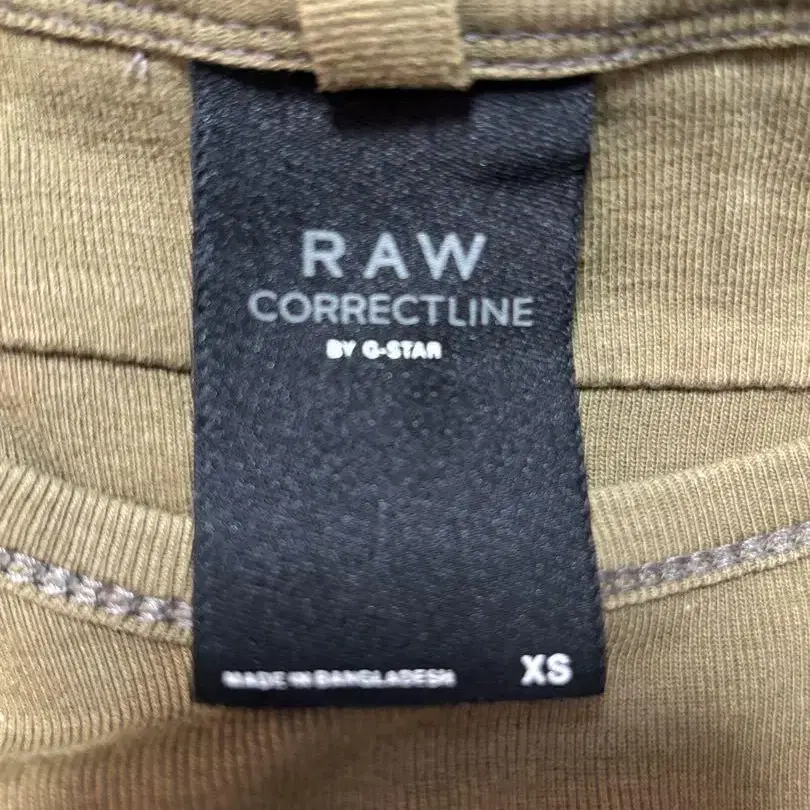 RAW
CORRECTLINE
BY G-STAR
MADE IN BANGLADESH XS